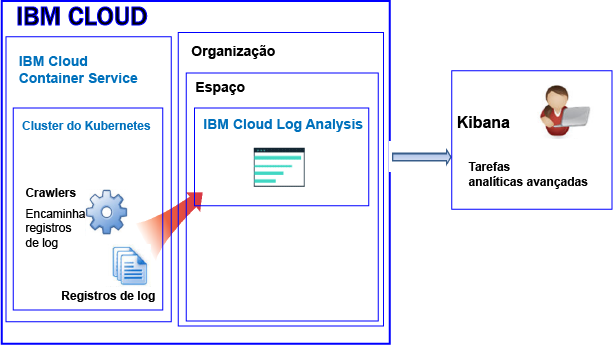 IBM CLOUD
IBM Cloud
Container Service
Cluster do Kubernetes
Crawlers
Encaminha
registros
de log
Registros de log
Organização
Espaço
IBM Cloud Log Analysis
Kibana
Tarefas
analíticas avançadas